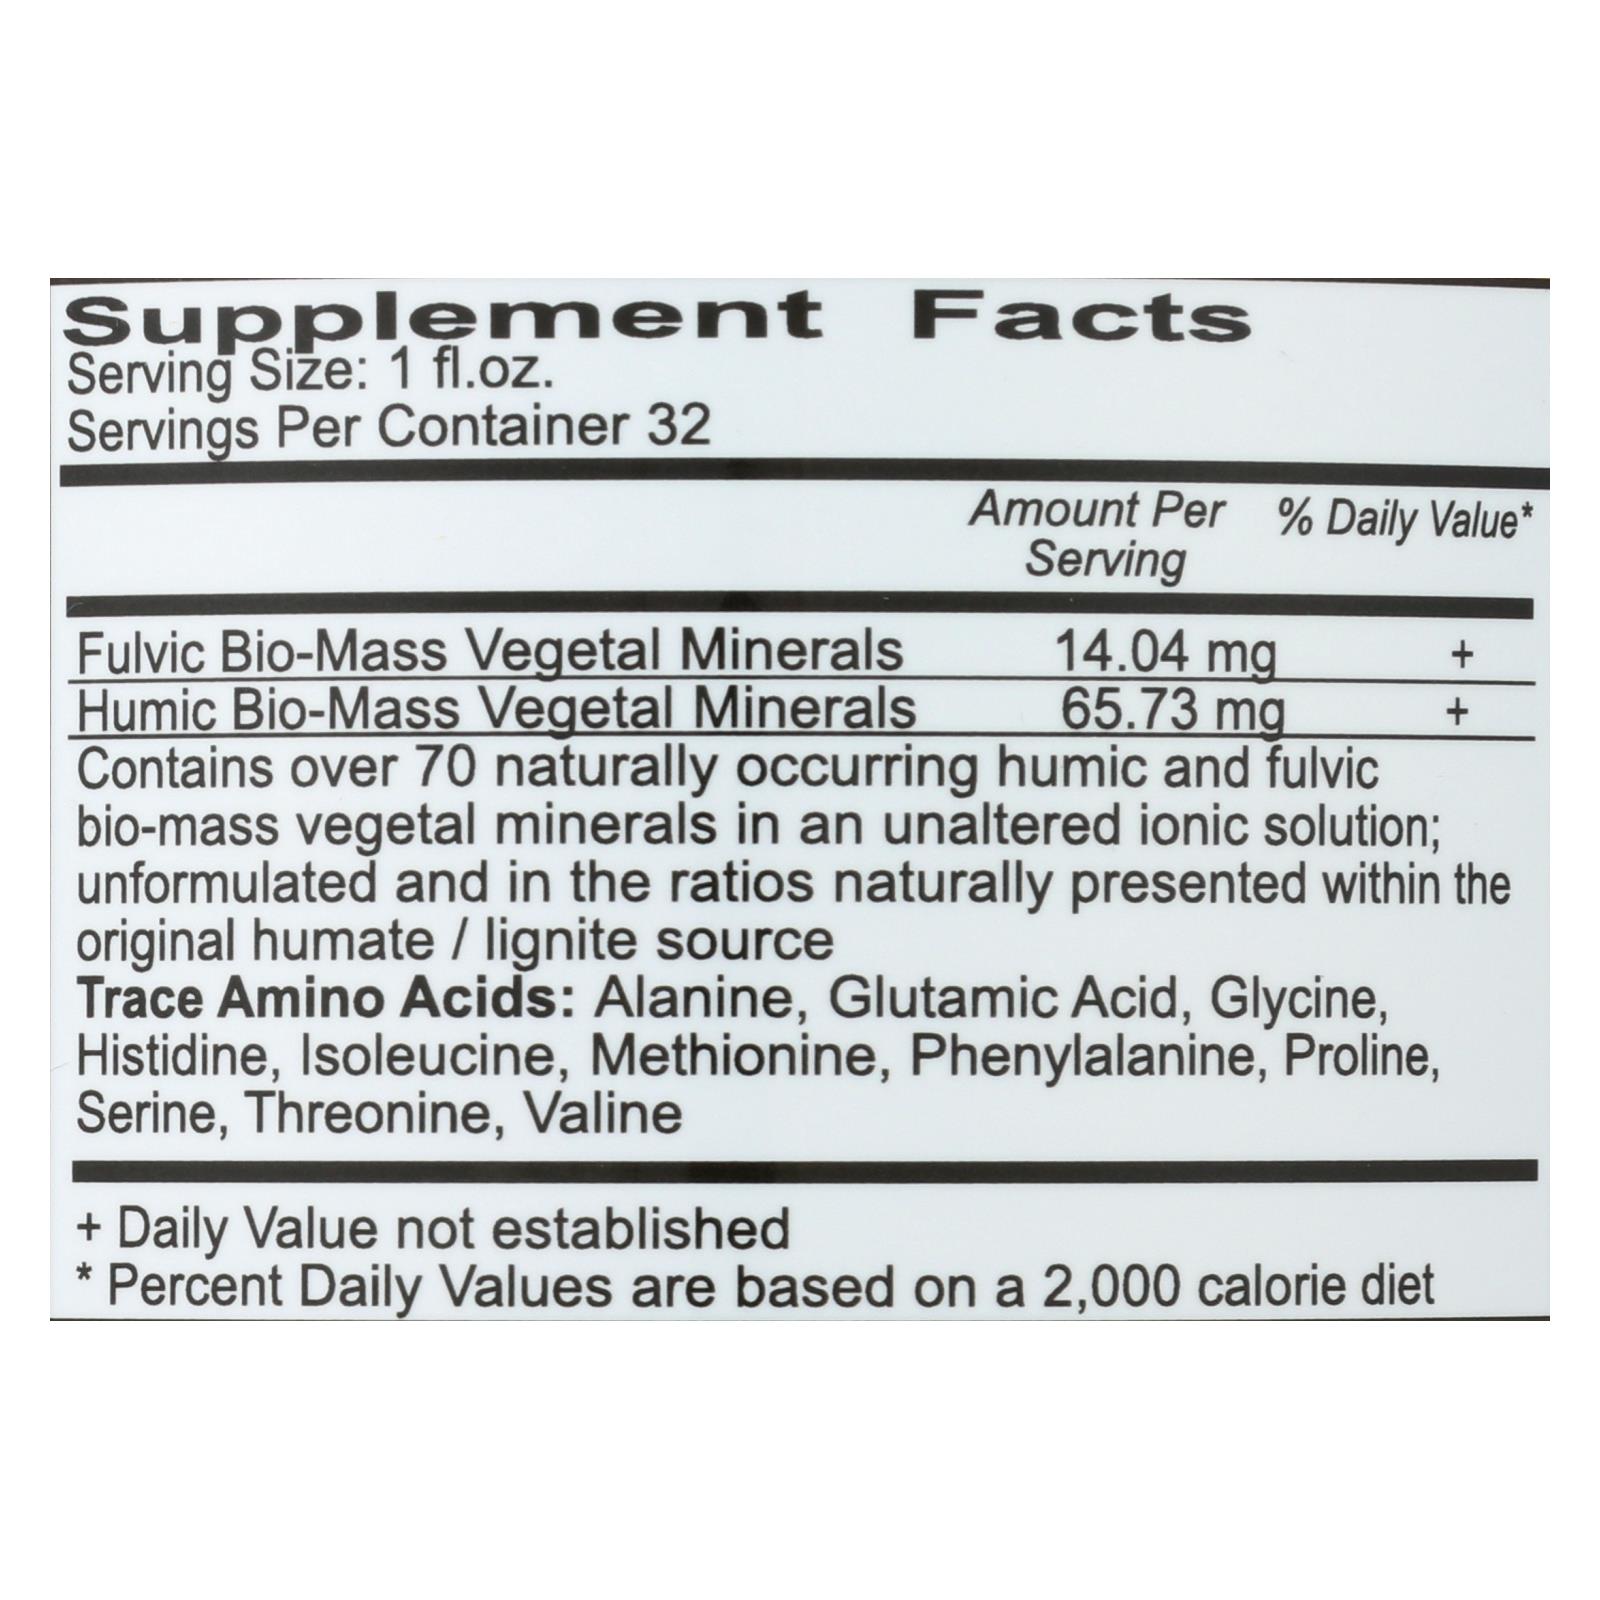 Supplement Facts
Serving Size: 1 fl.oz.
Servings Per Container 32
Amount Per Serving % Daily Value*
Fulvic Bio-Mass Vegetal Minerals 14.04 mg +
Humic Bio-Mass Vegetal Minerals 65.73 mg +
Contains over 70 naturally occurring humic and fulvic
bio-mass vegetal minerals in an unaltered ionic solution;
unformulated and in the ratios naturally presented within the
original humate / lignite source
Trace Amino Acids: Alanine, Glutamic Acid, Glycine,
Histidine, Isoleucine, Methionine, Phenylalanine, Proline,
Serine, Threonine, Valine
+ Daily Value not established
* Percent Daily Values are based on a 2,000 calorie diet